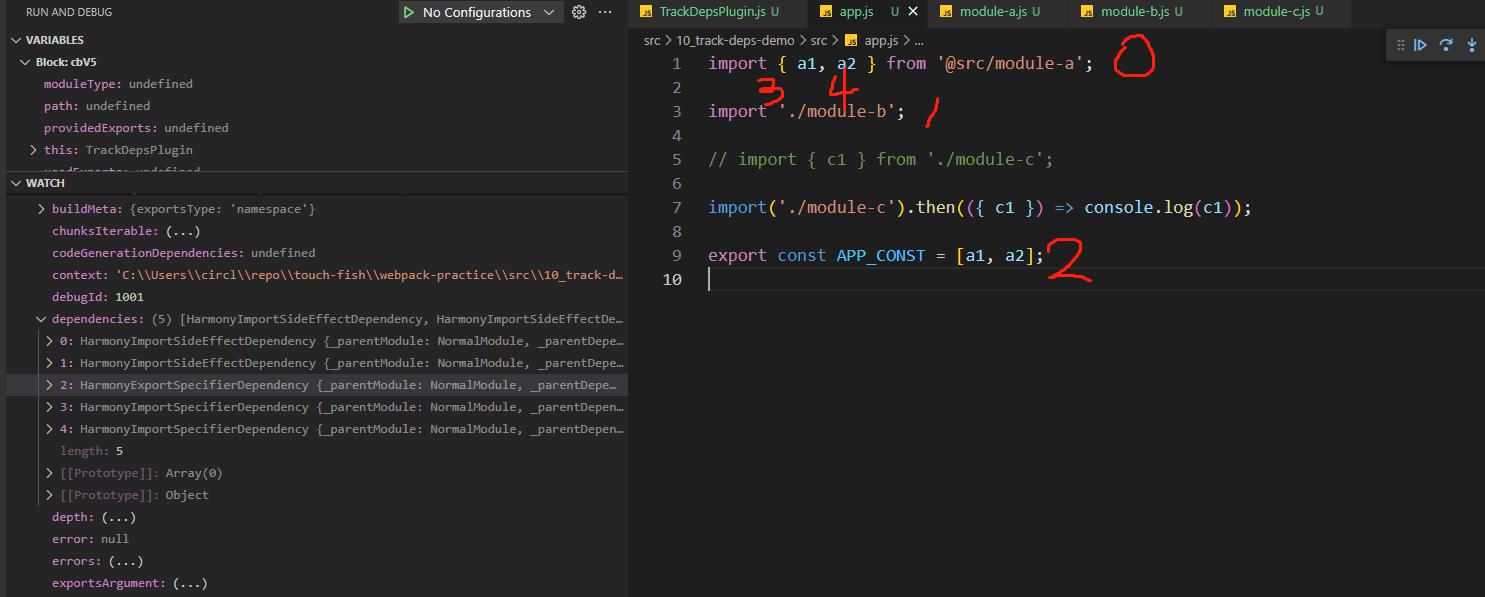 RUN AND DEBUG
No Configurations
VARIABLES
Block: cbV5
moduleType: undefined
path: undefined
providedExports: undefined
this: TrackDepsPlugin
WATCH
buildMeta: {exportsType: 'namespace'}
chunksIterable: (...)
codeGenerationDependencies: undefined
context: 'C:\\Users\\circl\\repo\\touch-fish\\webpack-practice\\src\\10_track-d…
debugId: 1001
dependencies: (5) [HarmonyImportSideEffectDependency, HarmonyImportSideEffectDe…
0: HarmonyImportSideEffectDependency {_parentModule: NormalModule, _parentDepe…
1: HarmonyImportSideEffectDependency {_parentModule: NormalModule, _parentDepe…
2: HarmonyExportSpecifierDependency {_parentModule: NormalModule, _parentDepe…
3: HarmonyImportSpecifierDependency {_parentModule: NormalModule, _parentDepen…
4: HarmonyImportSpecifierDependency {_parentModule: NormalModule, _parentDepen…
length: 5
[[Prototype]]: Array(0)
[[Prototype]]: Object
depth: (...)
error: null
errors: (...)
exportsArgument: (...)
JS TrackDepsPlugin.js U
JS app.js U
JS module-a.js U
JS module-b.js U
JS module-c.js U
src > 10_track-deps-demo > src > JS app.js > ...
1 import { a1, a2 } from '@src/module-a'; 0
2 3 4
3 import './module-b'; 1
4
5 // import { c1 } from './module-c';
6
7 import('./module-c').then(({ c1 }) => console.log(c1));
8
9 export const APP_CONST = [a1, a2]; 2
10